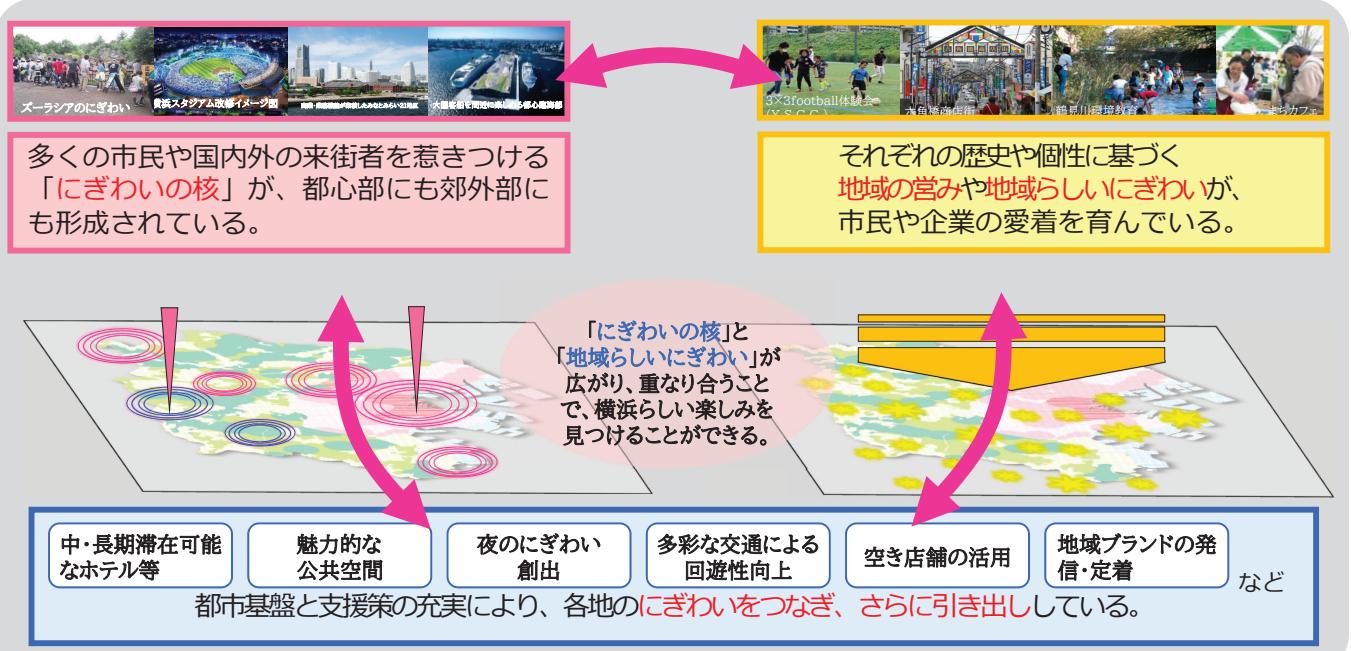 ズーラシアのにぎわい
横浜スタジアム改修イメージ図
大型客船を間近に楽しめる都心臨海部
3×3football体験会
(Y.S.C.C.)
六角橋商店街
鶴見川環境教育
まちカフェ
多くの市民や国内外の来街者を惹きつける
「にぎわいの核」が、都心部にも郊外部に
も形成されている。
それぞれの歴史や個性に基づく
地域の営みや地域らしいにぎわいが、
市民や企業の愛着を育んでいる。
「にぎわいの核」と
「地域らしいにぎわい」が
広がり、重なり合うこと
で、横浜らしい楽しみを
見つけることができる。
中・長期滞在可能
なホテル等
魅力的な
公共空間
夜のにぎわい
創出
多彩な交通による
回遊性向上
空き店舗の活用
地域ブランドの発
信・定着
など
都市基盤と支援策の充実により、各地のにぎわいをつなぎ、さらに引き出ししている。